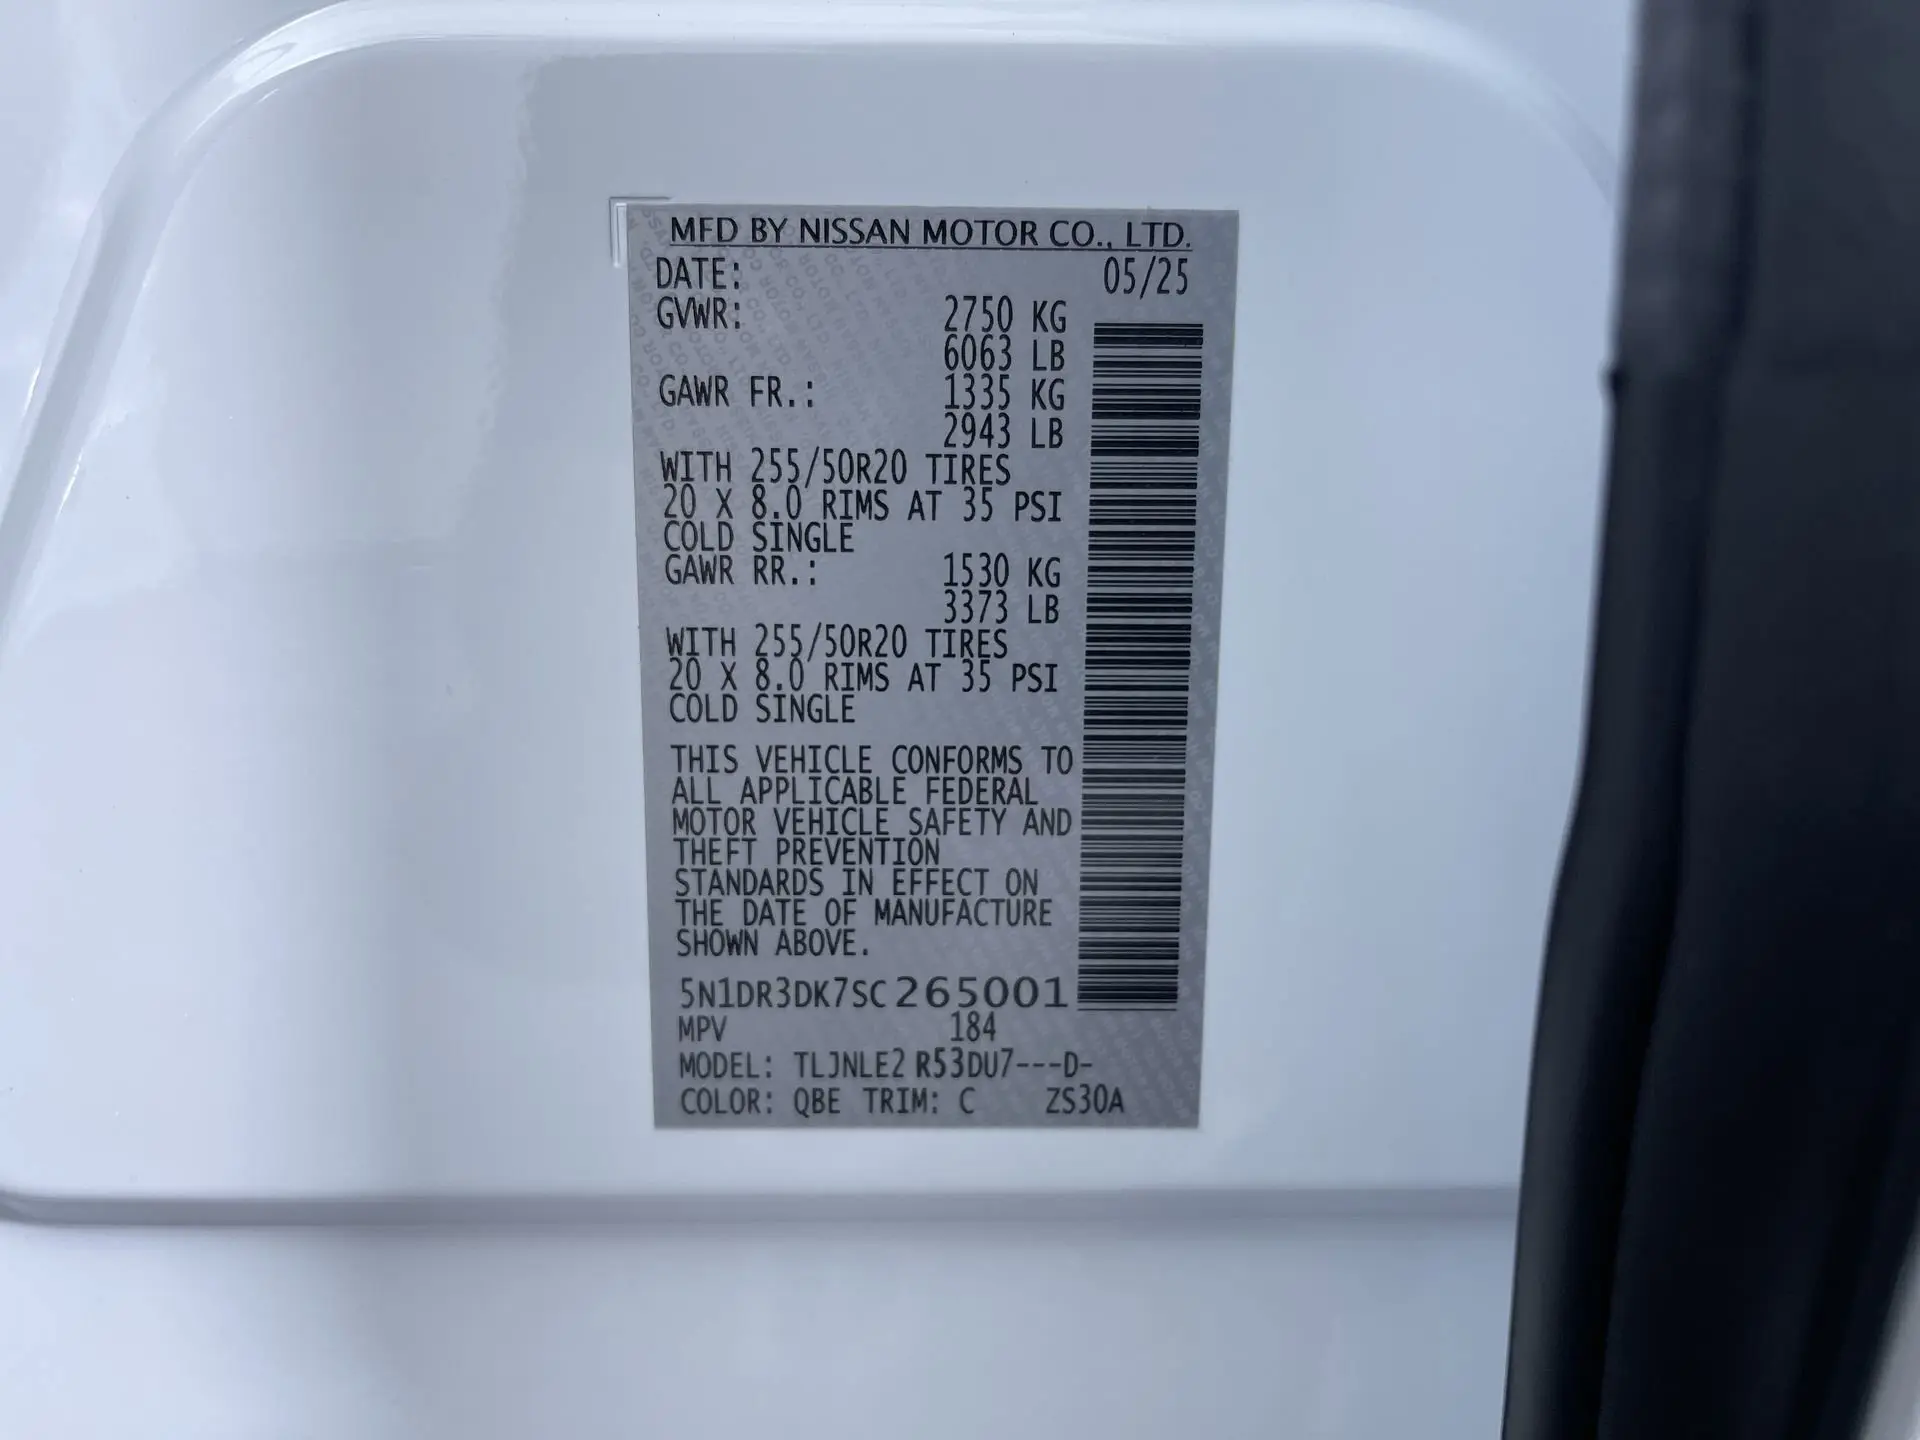 MFD BY NISSAN MOTOR CO., LTD.
DATE: 05/25
GVWR: 2750 KG
6063 LB
GAWR FR.: 1335 KG
2943 LB
WITH 255/50R20 TIRES
20 X 8.0 RIMS AT 35 PSI
COLD SINGLE
GAWR RR.: 1530 KG
3373 LB
WITH 255/50R20 TIRES
20 X 8.0 RIMS AT 35 PSI
COLD SINGLE
THIS VEHICLE CONFORMS TO
ALL APPLICABLE FEDERAL
MOTOR VEHICLE SAFETY AND
THEFT PREVENTION
STANDARDS IN EFFECT ON
THE DATE OF MANUFACTURE
SHOWN ABOVE.
5N1DR3DK7SC265001
MPV 184
MODEL: TLJNLE2 R53DU7---D-
COLOR: QBE TRIM: C ZS30A